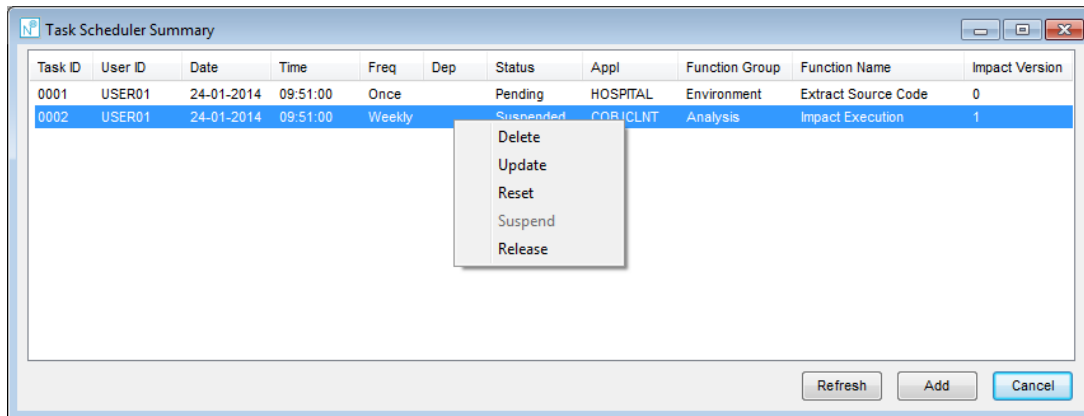 Task Scheduler Summary
Task ID User ID Date Time Freq Dep Status Appl Function Group Function Name Impact Version
0001 USER01 24-01-2014 09:51:00 Once Pending HOSPITAL Environment Extract Source Code 0
0002 USER01 24-01-2014 09:51:00 Weekly Suspended COBJCLNT Analysis Impact Execution 1
Delete
Update
Reset
Suspend
Release
Refresh Add Cancel